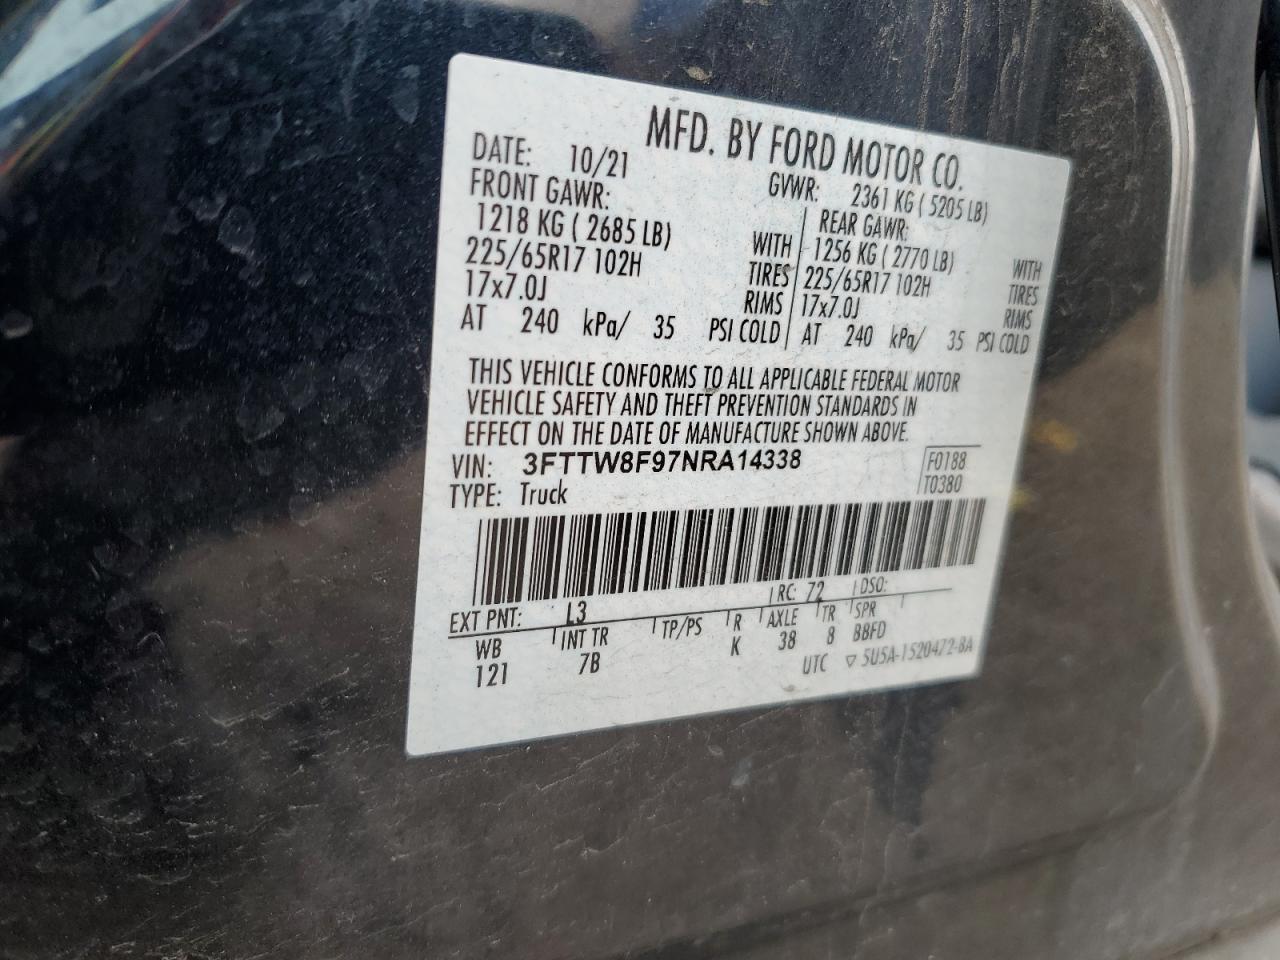 MFD. BY FORD MOTOR CO.
DATE: 10/21 GVWR: 2361 KG ( 5205 LB)
FRONT GAWR: REAR GAWR:
1218 KG ( 2685 LB) WITH 1256 KG ( 2770 LB) WITH
225/65R17 102H TIRES 225/65R17 102H TIRES
17x7.0J RIMS 17x7.0J RIMS
AT 240 kPa/ 35 PSI COLD AT 240 kPa/ 35 PSI COLD
THIS VEHICLE CONFORMS TO ALL APPLICABLE FEDERAL MOTOR
VEHICLE SAFETY AND THEFT PREVENTION STANDARDS IN
EFFECT ON THE DATE OF MANUFACTURE SHOWN ABOVE.
VIN: 3FTTW8F97NRA14338 F0188
TYPE: Truck T0380
EXT PNT: L3 RC: 72 DSO:
WB INT TR TP/PS R AXLE TR SPR
121 7B K 38 8 BBFD
UTC ▽ 5U5A-1520472-BA